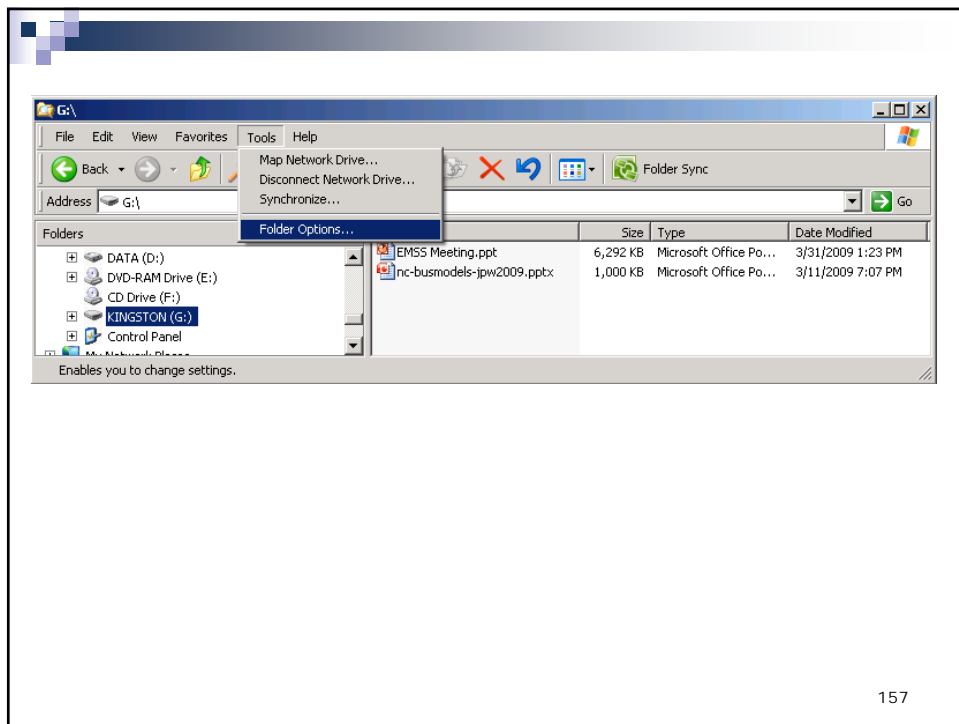 G:\
File Edit View Favorites Tools Help
Back Folder Sync
Map Network Drive...
Disconnect Network Drive...
Synchronize...
Folder Options...
Address G:\ Go
Folders Size Type Date Modified
DATA (D:)
DVD-RAM Drive (E:)
CD Drive (F:)
KINGSTON (G:)
Control Panel
My Network Places
EMSS Meeting.ppt 6,292 KB Microsoft Office Po... 3/31/2009 1:23 PM
nc-busmodels-jpw2009.pptx 1,000 KB Microsoft Office Po... 3/11/2009 7:07 PM
Enables you to change settings.
157